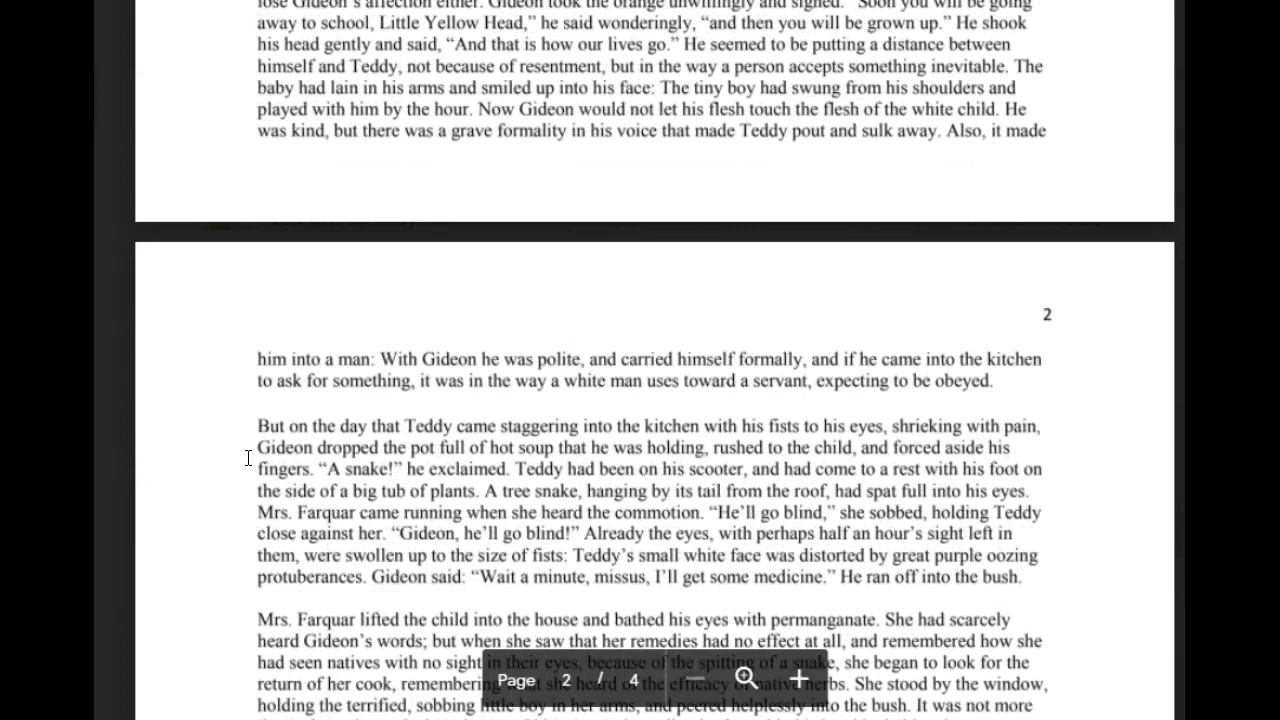 lose Gideon's affection either. Gideon took the orange unwillingly and signed. "Soon you will be going
away to school, Little Yellow Head," he said wonderingly, "and then you will be grown up." He shook
his head gently and said, "And that is how our lives go." He seemed to be putting a distance between
himself and Teddy, not because of resentment, but in the way a person accepts something inevitable. The
baby had lain in his arms and smiled up into his face: The tiny boy had swung from his shoulders and
played with him by the hour. Now Gideon would not let his flesh touch the flesh of the white child. He
was kind, but there was a grave formality in his voice that made Teddy pout and sulk away. Also, it made
2
him into a man: With Gideon he was polite, and carried himself formally, and if he came into the kitchen
to ask for something, it was in the way a white man uses toward a servant, expecting to be obeyed.
But on the day that Teddy came staggering into the kitchen with his fists to his eyes, shrieking with pain,
Gideon dropped the pot full of hot soup that he was holding, rushed to the child, and forced aside his
fingers. "A snake!" he exclaimed. Teddy had been on his scooter, and had come to a rest with his foot on
the side of a big tub of plants. A tree snake, hanging by its tail from the roof, had spat full into his eyes.
Mrs. Farquar came running when she heard the commotion. "He'll go blind," she sobbed, holding Teddy
close against her. "Gideon, he'll go blind!" Already the eyes, with perhaps half an hour's sight left in
them, were swollen up to the size of fists: Teddy's small white face was distorted by great purple oozing
protuberances. Gideon said: "Wait a minute, missus, I'll get some medicine." He ran off into the bush.
Mrs. Farquar lifted the child into the house and bathed his eyes with permanganate. She had scarcely
heard Gideon's words; but when she saw that her remedies had no effect at all, and remembered how she
had seen natives with no sight in their eyes, because of the spitting of a snake, she began to look for the
return of her cook, remembering what she heard of the efficacy of native herbs. She stood by the window,
holding the terrified, sobbing little boy in her arms, and peered helplessly into the bush. It was not more
Page 2 / 4